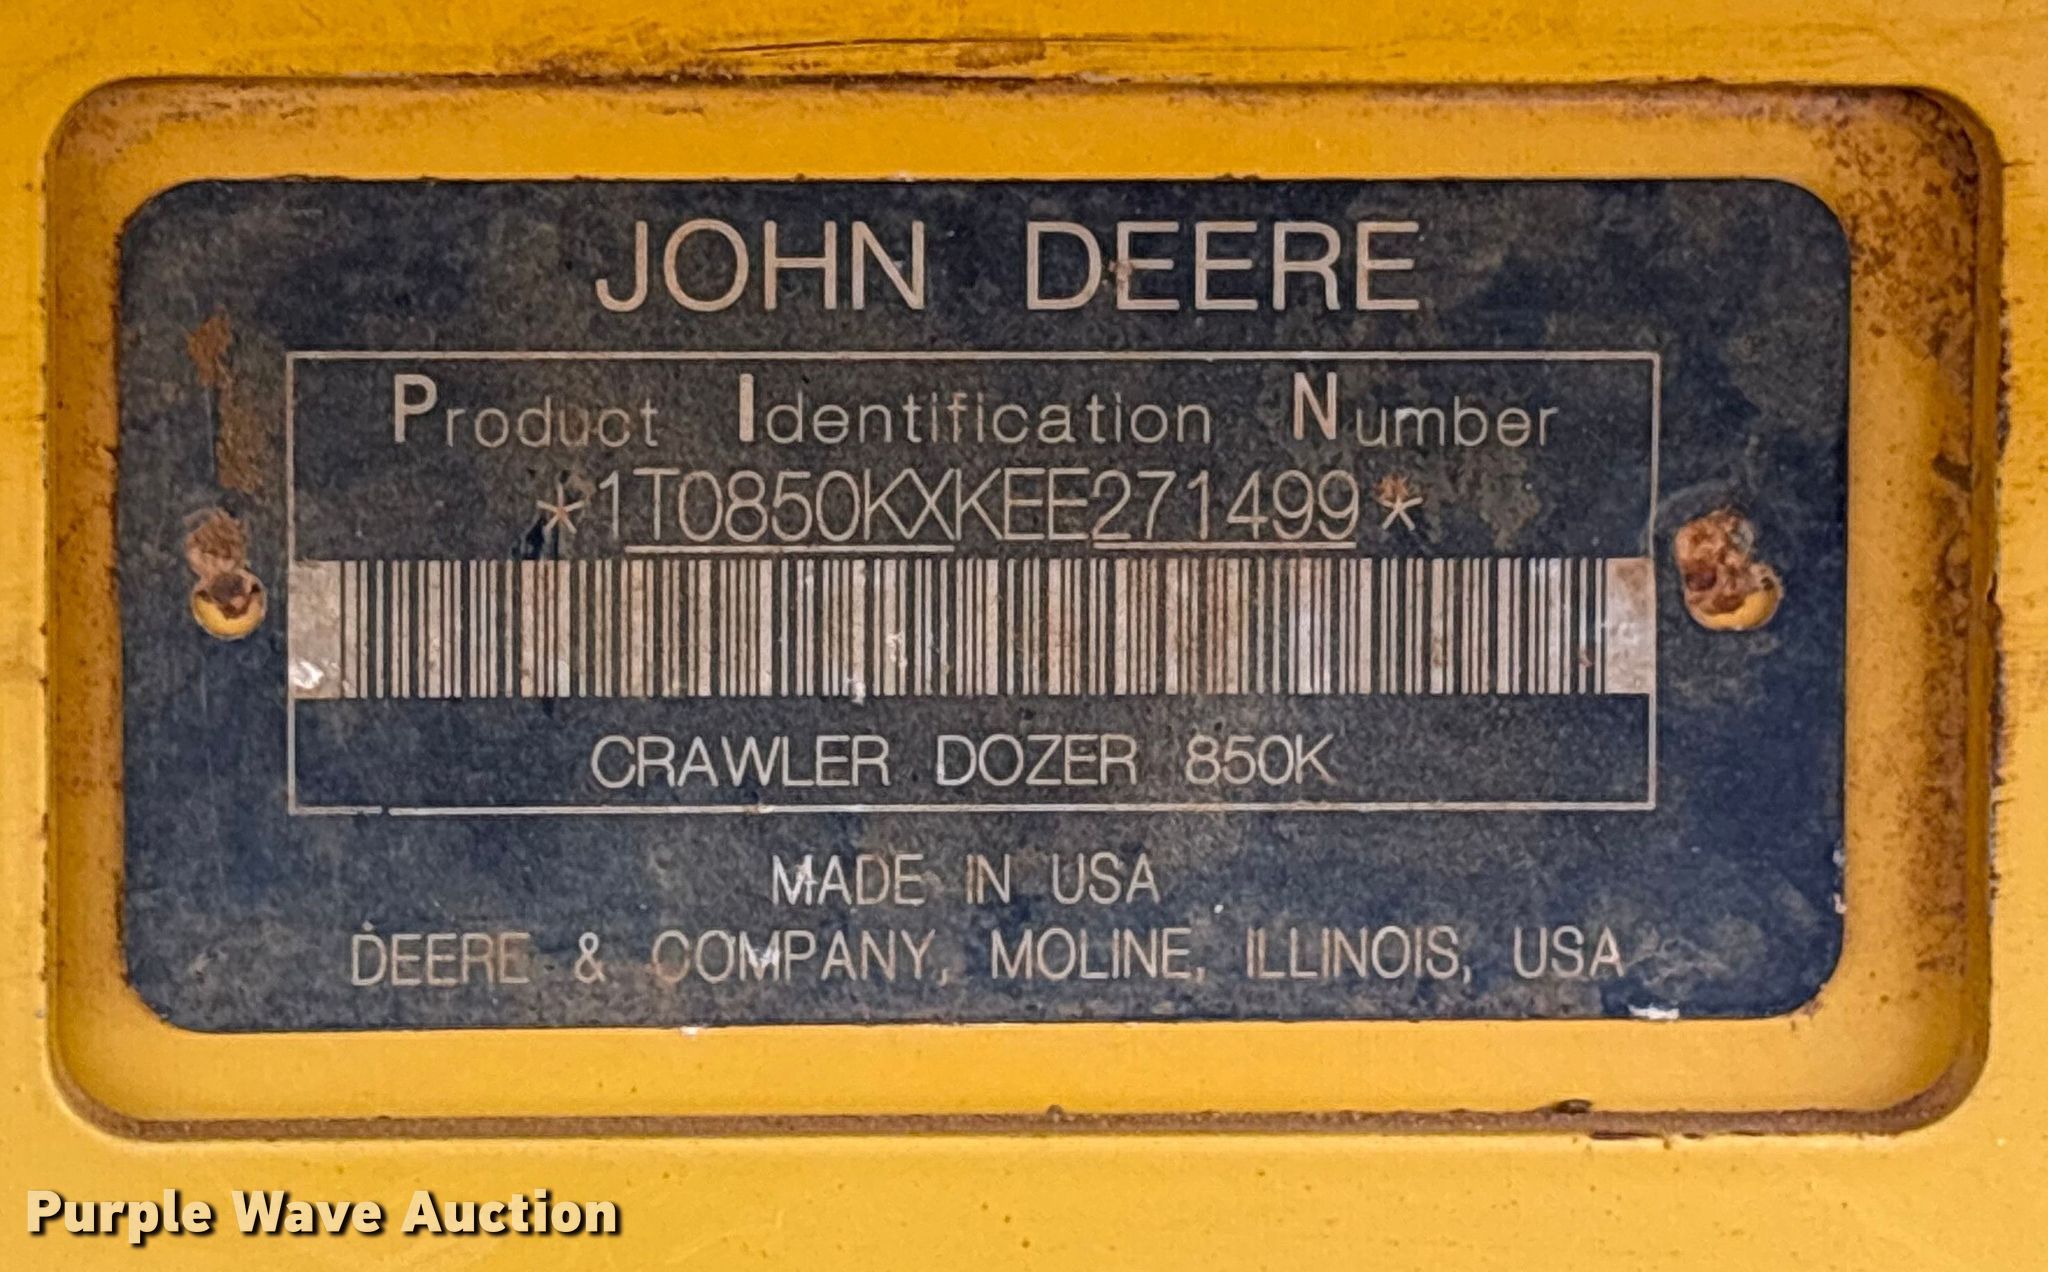 JOHN DEERE
Product Identification Number
*1T0850KXKEE271499*
CRAWLER DOZER 850K
MADE IN USA
DEERE & COMPANY, MOLINE, ILLINOIS, USA
Purple Wave Auction